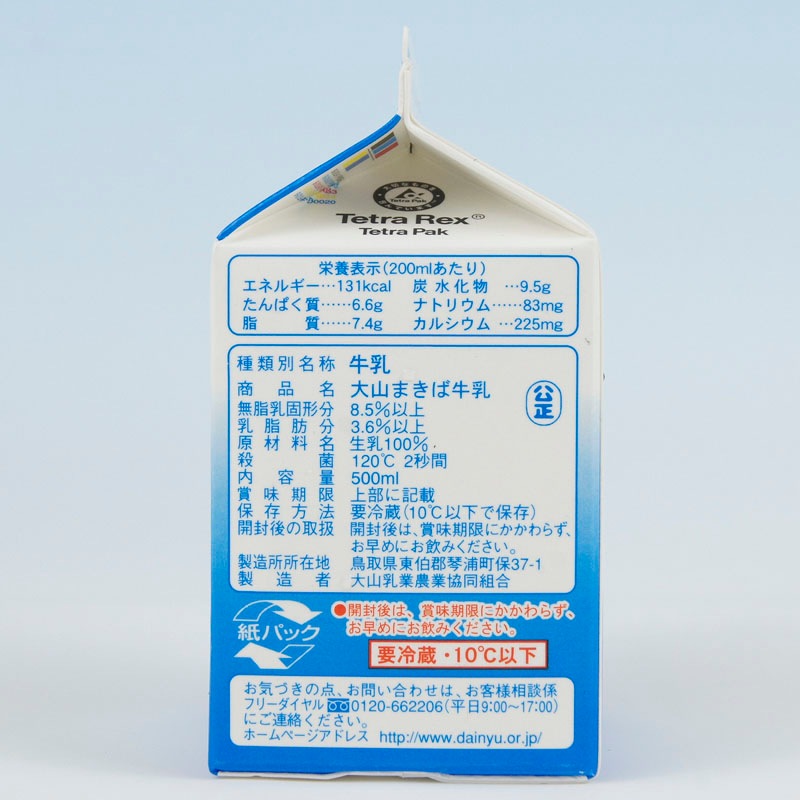 Tetra Pak
Tetra Rex®
Tetra Pak
栄養表示(200mlあたり)
エネルギー…131kcal 炭水化物…9.5g
たんぱく質……6.6g ナトリウム……83mg
脂質……7.4g カルシウム…225mg
種類別名称 牛乳
商品名 大山まきば牛乳
公正
無脂乳固形分 8.5%以上
乳脂肪分 3.6%以上
原材料名 生乳100%
殺菌 120℃ 2秒間
内容量 500ml
賞味期限 上部に記載
保存方法 要冷蔵(10℃以下で保存)
開封後の取扱 開封後は、賞味期限にかかわらず、
お早めにお飲みください。
製造所所在地 鳥取県東伯郡琴浦町保37-1
製造者 大山乳業農業協同組合
紙パック
●開封後は、賞味期限にかかわらず、
お早めにお飲みください。
要冷蔵・10℃以下
お気づきの点、お問い合わせは、お客様相談係
フリーダイヤル 0120-662206(平日9:00〜17:00)
にご連絡ください。
ホームページアドレス http://www.dainyu.or.jp/